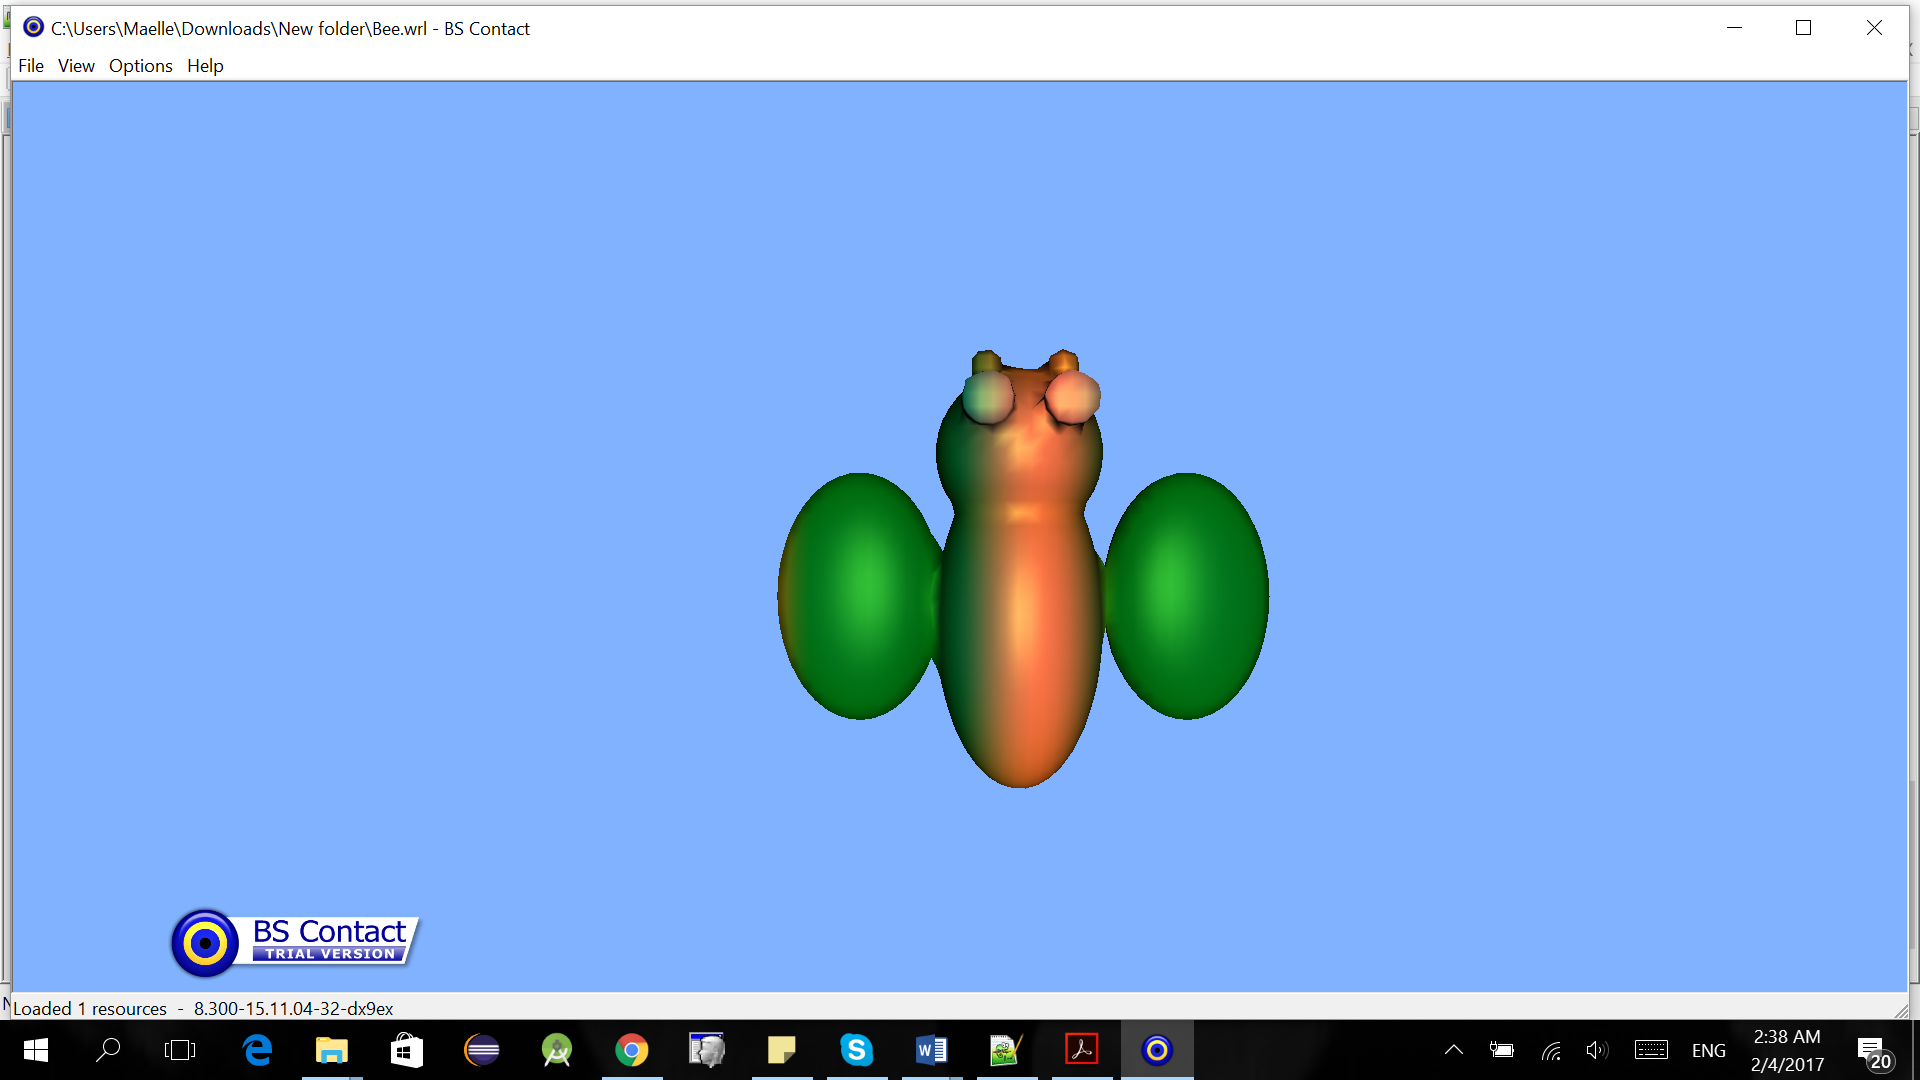 C:\Users\Maelle\Downloads\New folder\Bee.wrl - BS Contact
File View Options Help
BS Contact
TRIAL VERSION
Loaded 1 resources - 8.300-15.11.04-32-dx9ex
ENG
2:38 AM
2/4/2017
20